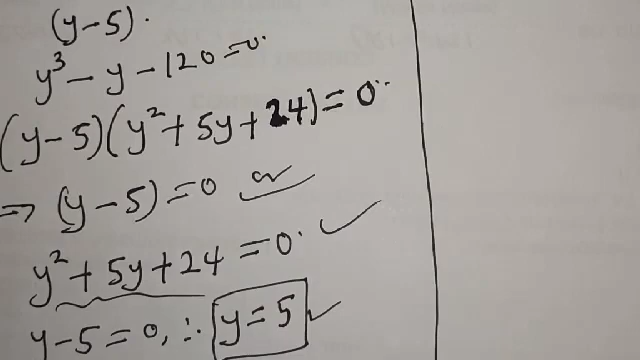 (y-5).
y³ - y - 120 = 0.
(y-5)(y² + 5y + 24) = 0.
⇒ (y-5) = 0 or
y² + 5y + 24 = 0. ✓
y-5 = 0, ∴ y = 5 ✓